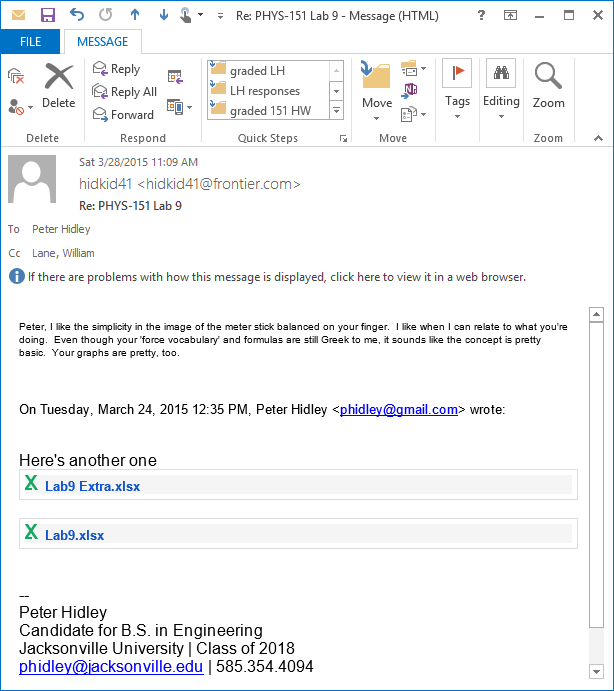 Re: PHYS-151 Lab 9 - Message (HTML)
?
FILE
MESSAGE
Delete
Reply
Reply All
Forward
graded LH
LH responses
graded 151 HW
Move
Tags
Editing
Zoom
Delete
Respond
Quick Steps
Move
Zoom
Sat 3/28/2015 11:09 AM
hidkid41 <hidkid41@frontier.com>
Re: PHYS-151 Lab 9
To Peter Hidley
Cc Lane, William
If there are problems with how this message is displayed, click here to view it in a web browser.
Peter, I like the simplicity in the image of the meter stick balanced on your finger.  I like when I can relate to what you're
doing.  Even though your 'force vocabulary' and formulas are still Greek to me, it sounds like the concept is pretty
basic.  Your graphs are pretty, too.
On Tuesday, March 24, 2015 12:35 PM, Peter Hidley <phidley@gmail.com> wrote:
Here's another one
Lab9 Extra.xlsx
Lab9.xlsx
--
Peter Hidley
Candidate for B.S. in Engineering
Jacksonville University | Class of 2018
phidley@jacksonville.edu | 585.354.4094